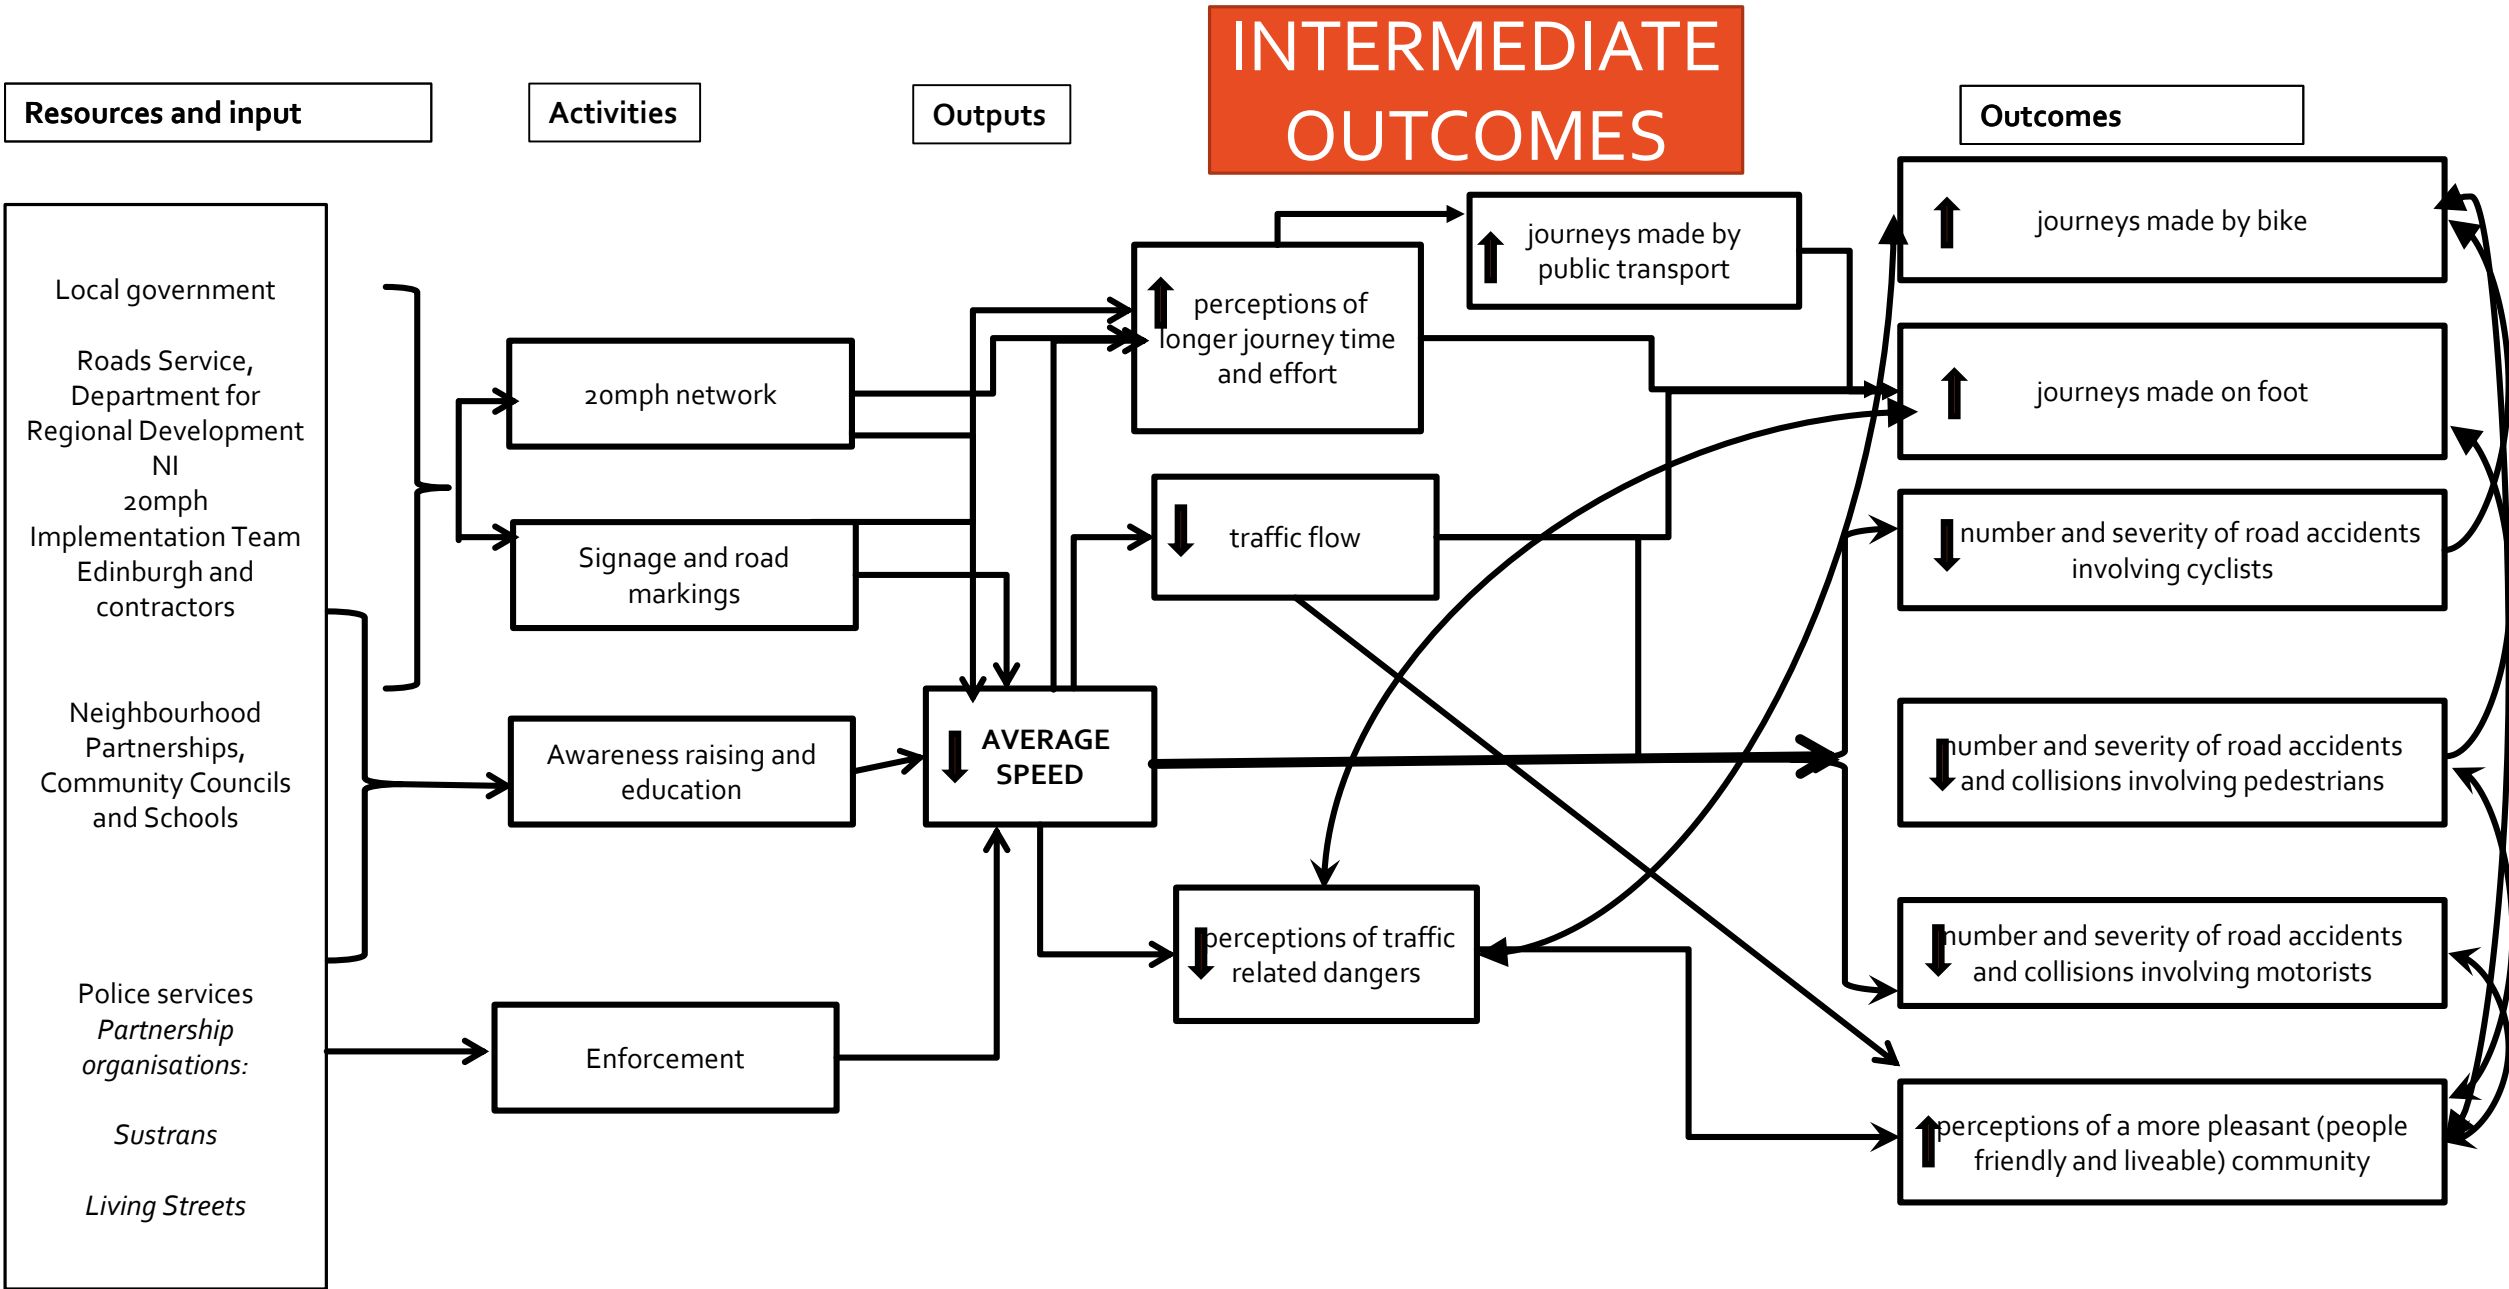 INTERMEDIATE
OUTCOMES
Resources and input
Activities
Outputs
Outcomes
Local government
Roads Service,
Department for
Regional Development
NI
20mph
Implementation Team
Edinburgh and
contractors
Neighbourhood
Partnerships,
Community Councils
and Schools
Police services
Partnership
organisations:
Sustrans
Living Streets
20mph network
Signage and road
markings
Awareness raising and
education
Enforcement
AVERAGE
SPEED
perceptions of
longer journey time
and effort
journeys made by
public transport
traffic flow
perceptions of traffic
related dangers
journeys made by bike
journeys made on foot
number and severity of road accidents
involving cyclists
number and severity of road accidents
and collisions involving pedestrians
number and severity of road accidents
and collisions involving motorists
perceptions of a more pleasant (people
friendly and liveable) community